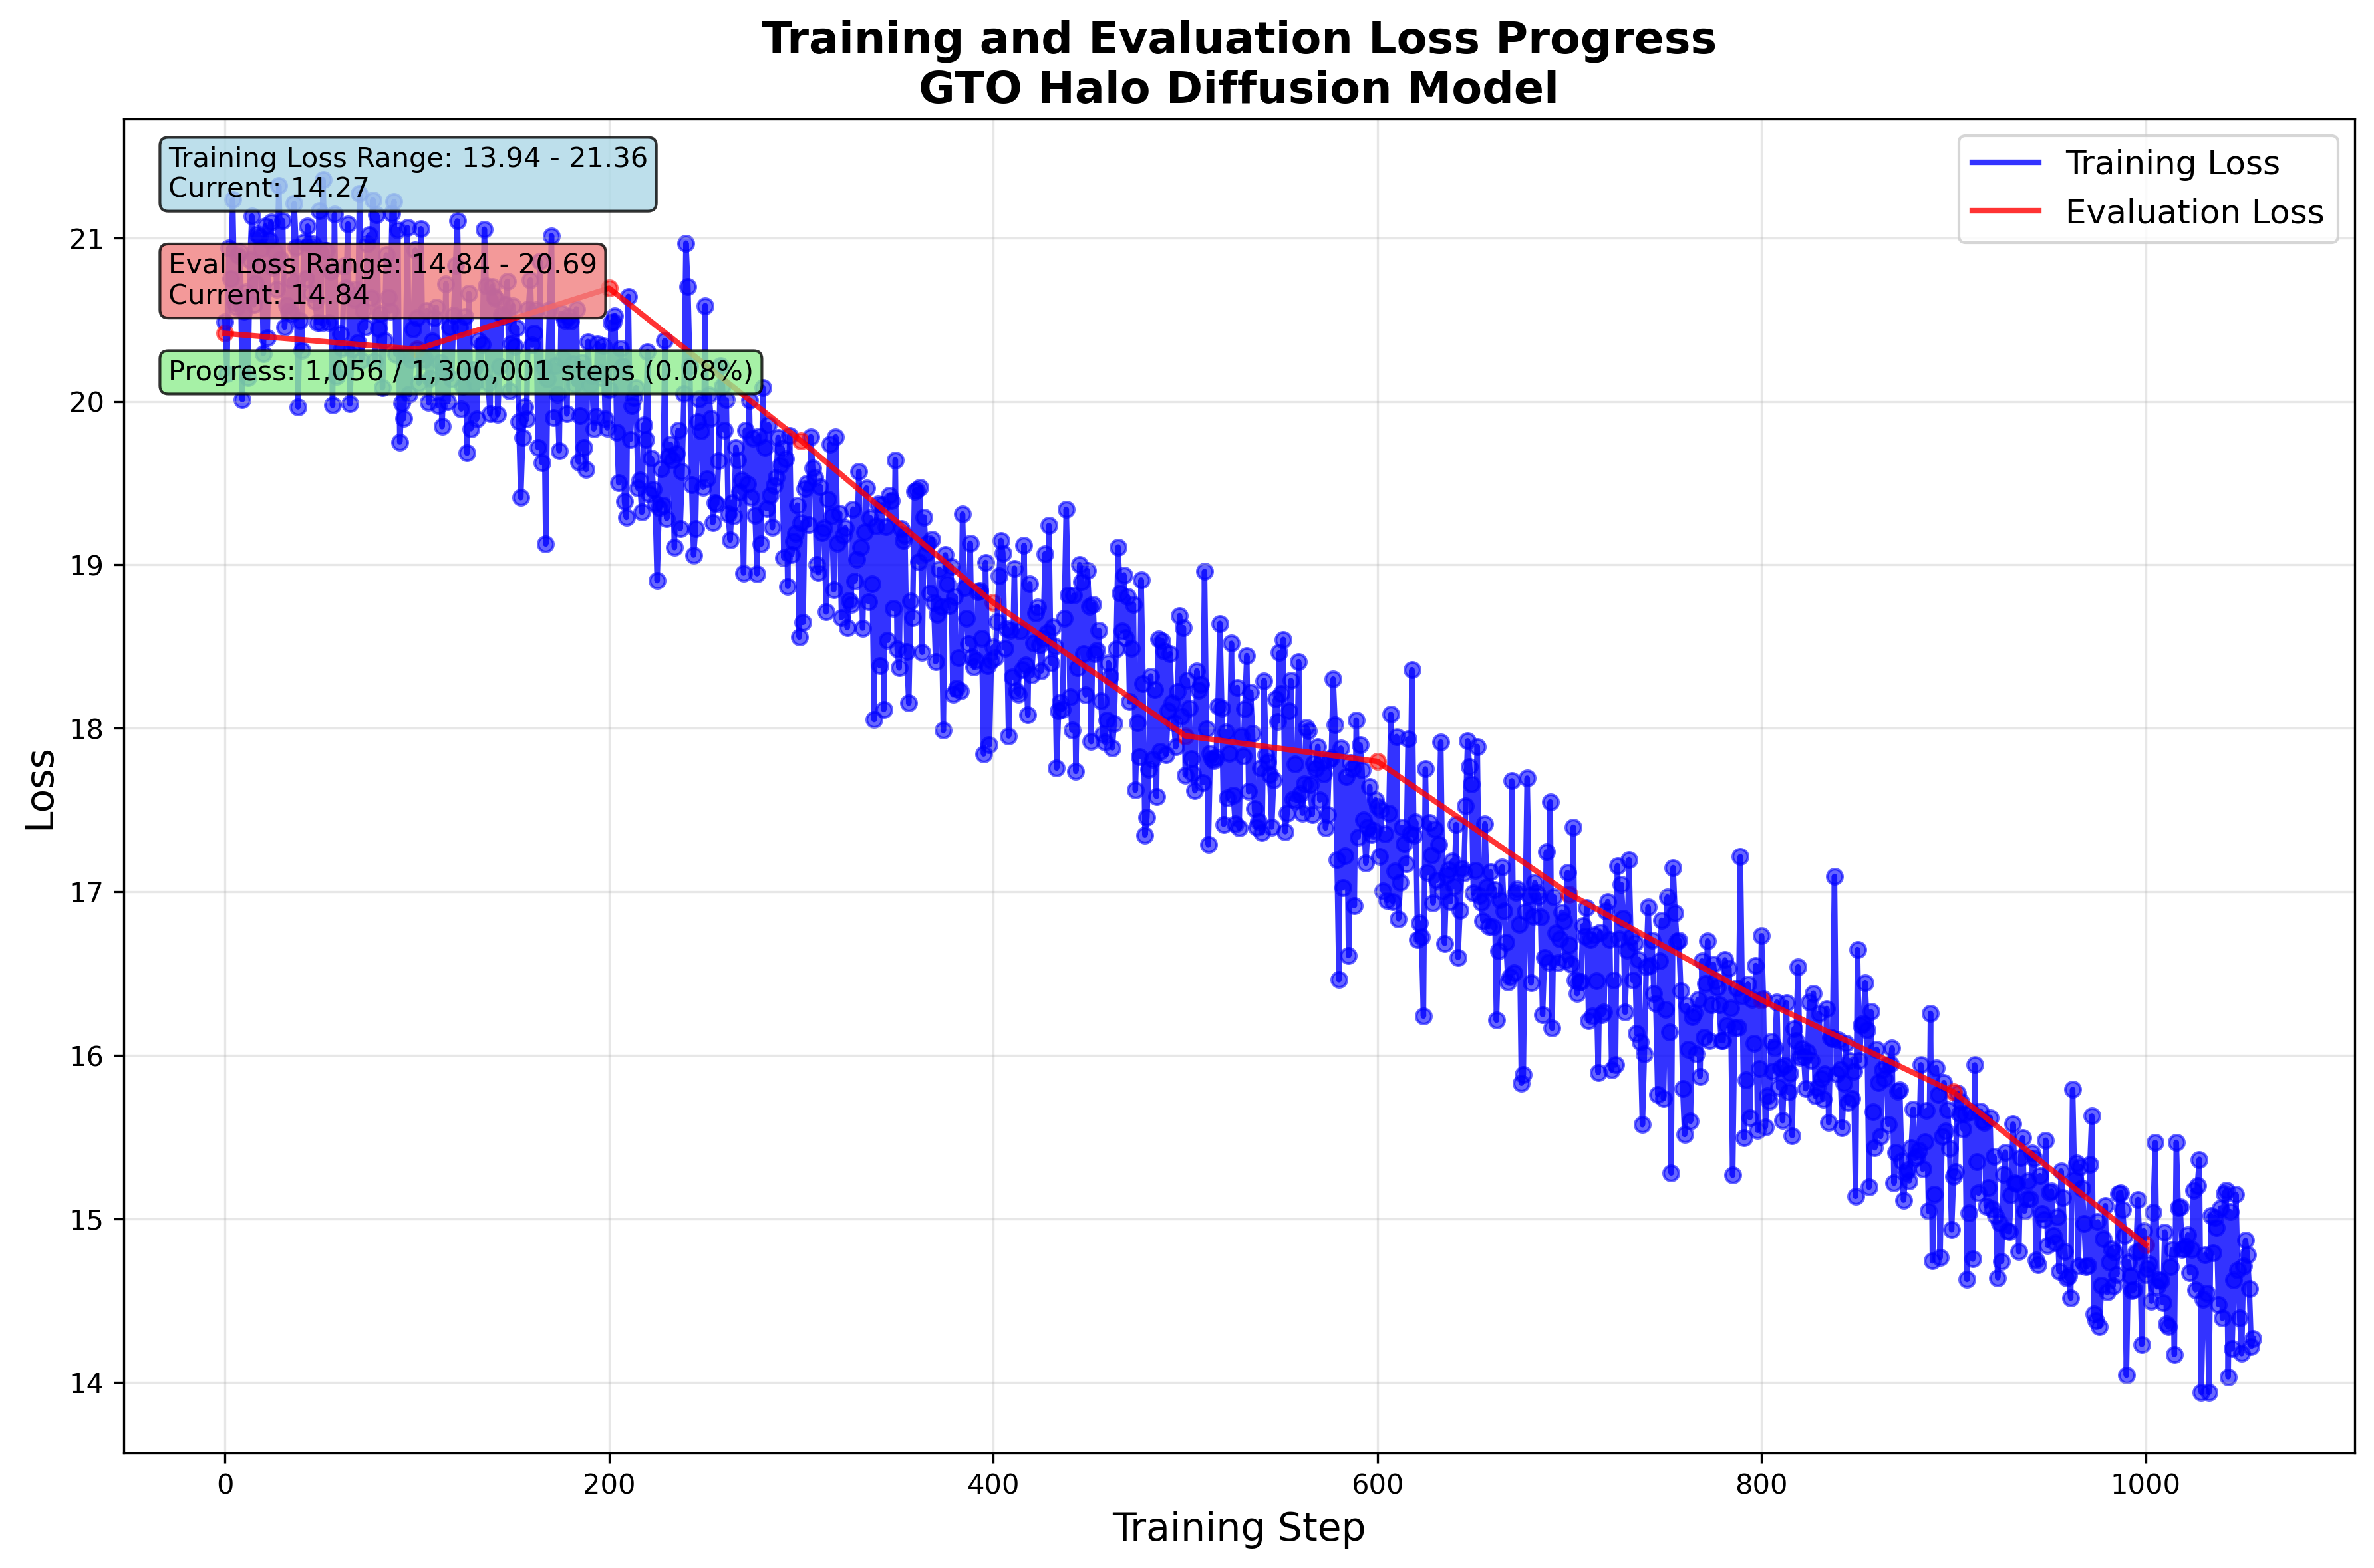 Training and Evaluation Loss Progress
GTO Halo Diffusion Model
Training Loss Range: 13.94 - 21.36
Current: 14.27
Eval Loss Range: 14.84 - 20.69
Current: 14.84
Progress: 1,056 / 1,300,001 steps (0.08%)
Training Loss
Evaluation Loss
Loss
21
20
19
18
17
16
15
14
0 200 400 600 800 1000
Training Step